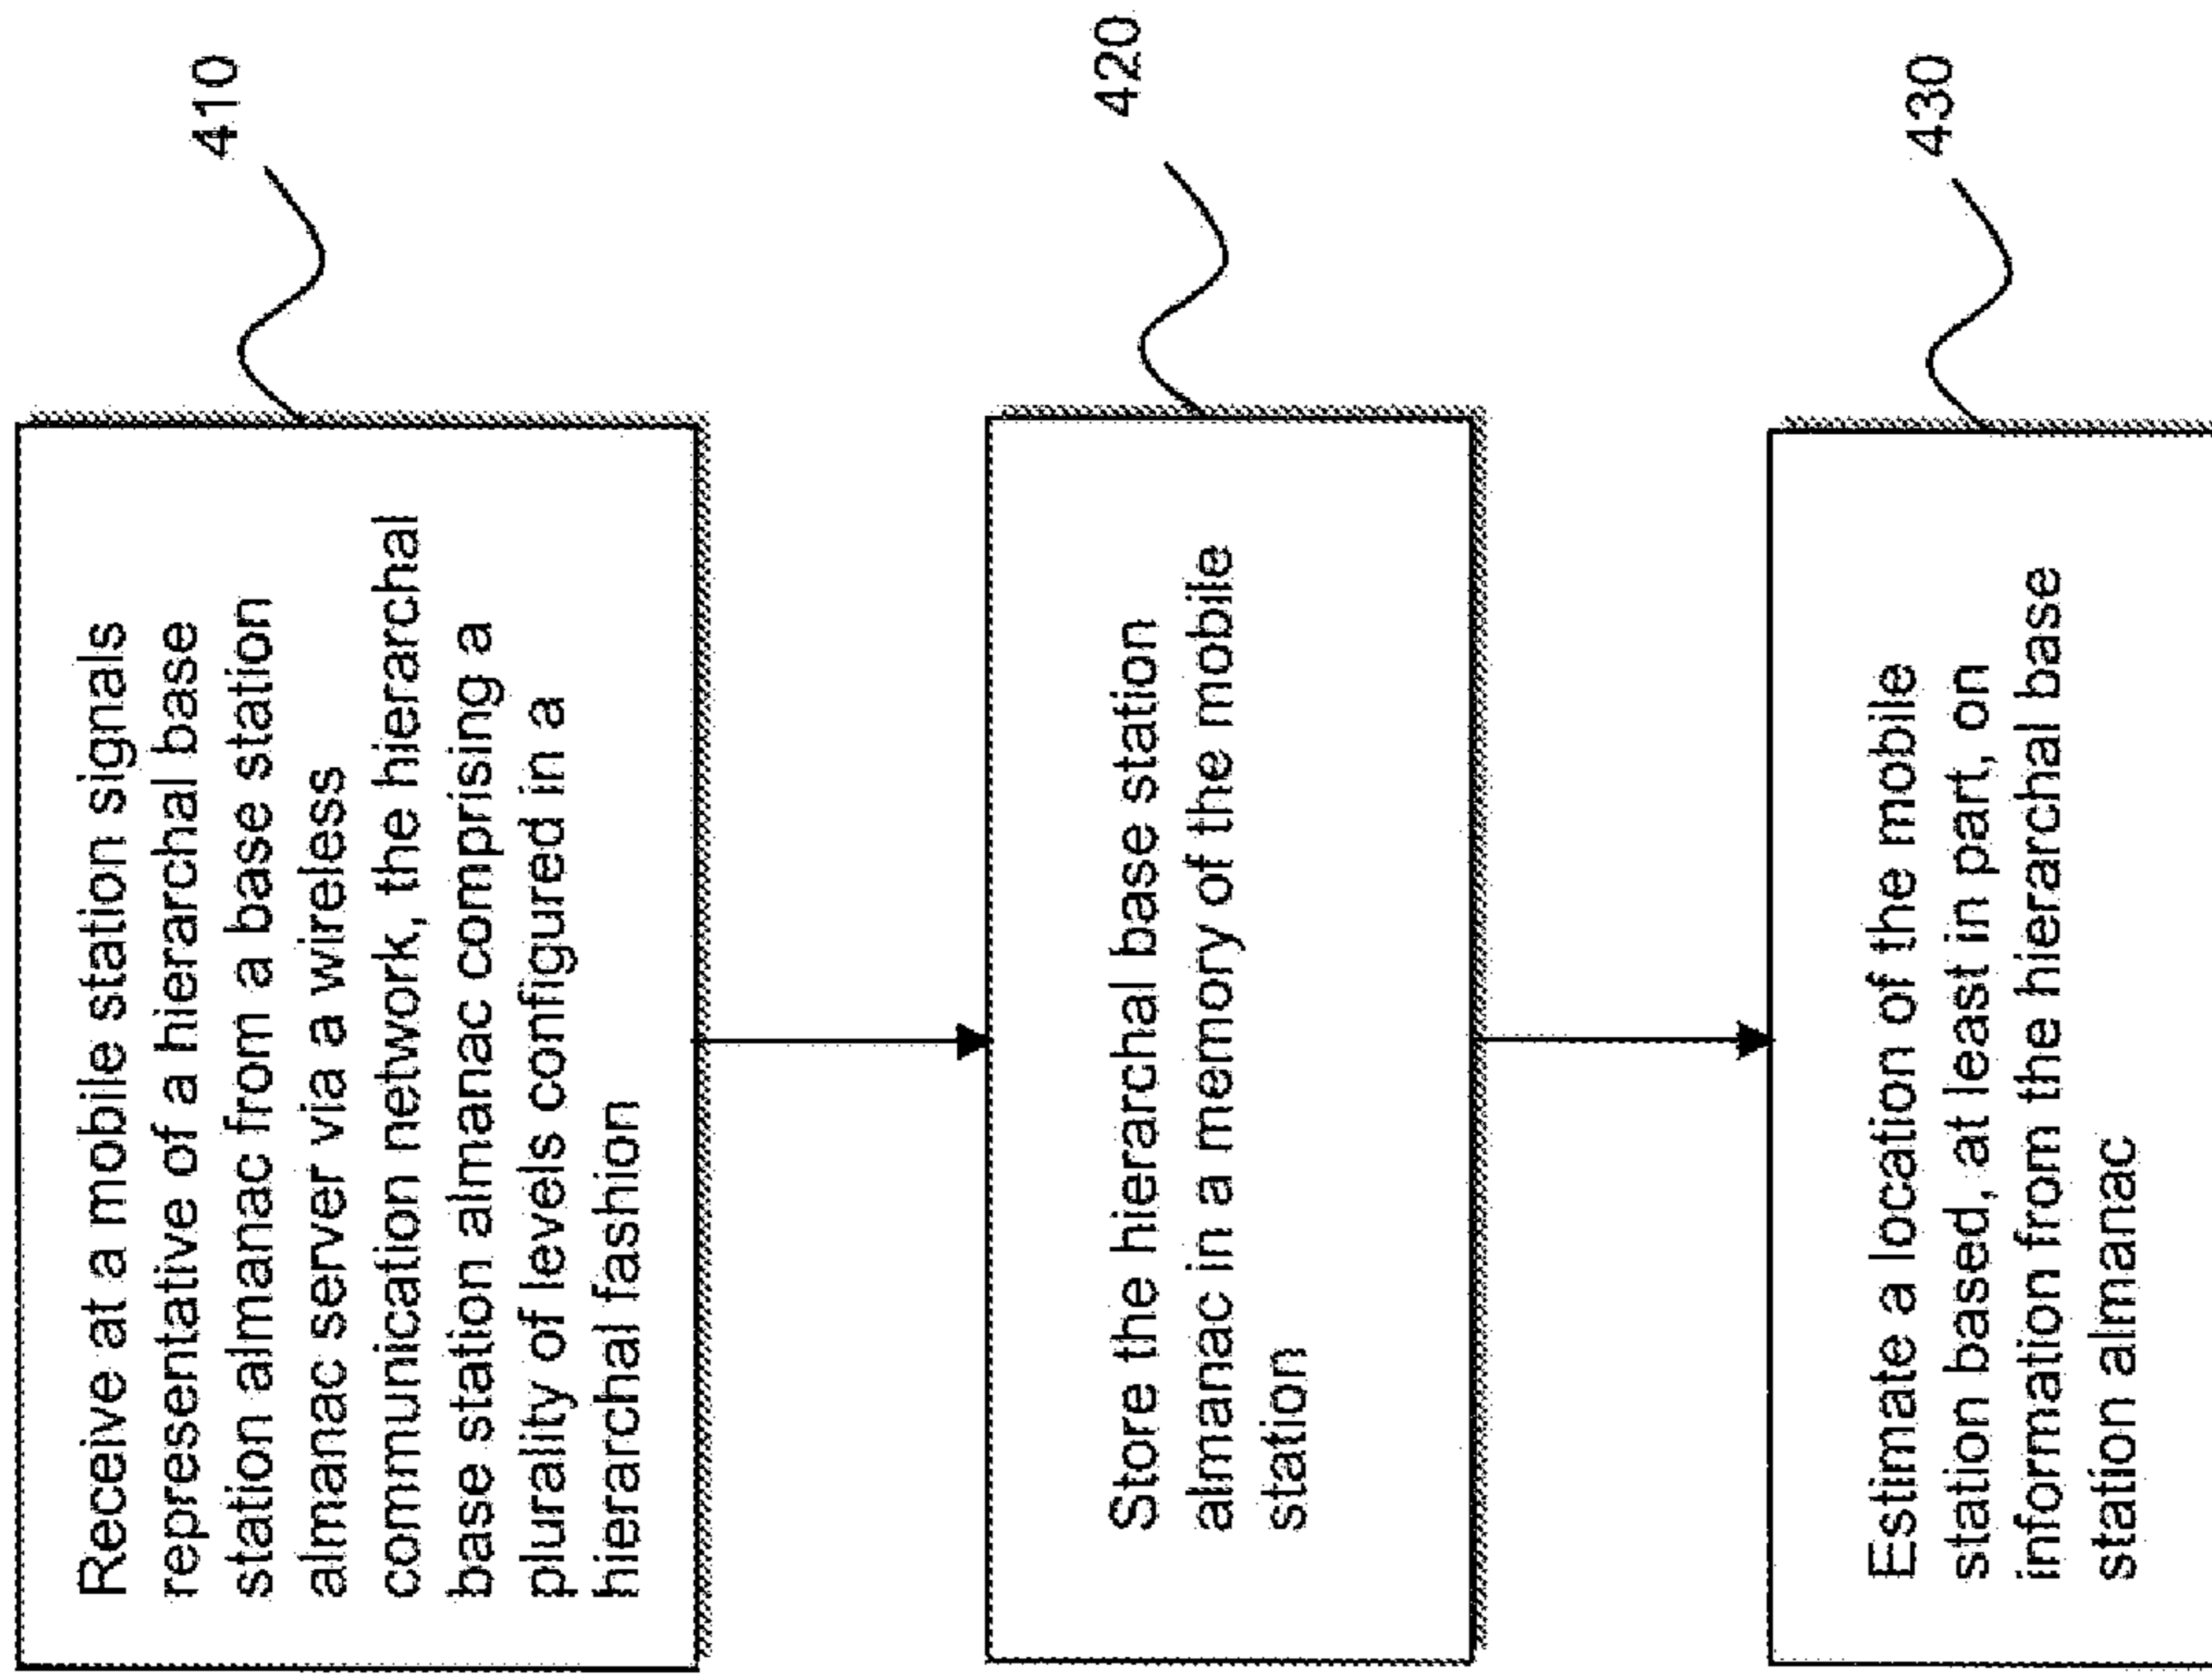 Receive at a mobile station signals
representative of a hierarchal base
station almanac from a base station
almanac server via a wireless
communication network, the hierarchal
base station almanac comprising a
plurality of levels configured in a
hierarchal fashion
410
Store the hierarchal base station
almanac in a memory of the mobile
station
420
Estimate a location of the mobile
station based, at least in part, on
information from the hierarchal base
station almanac
430